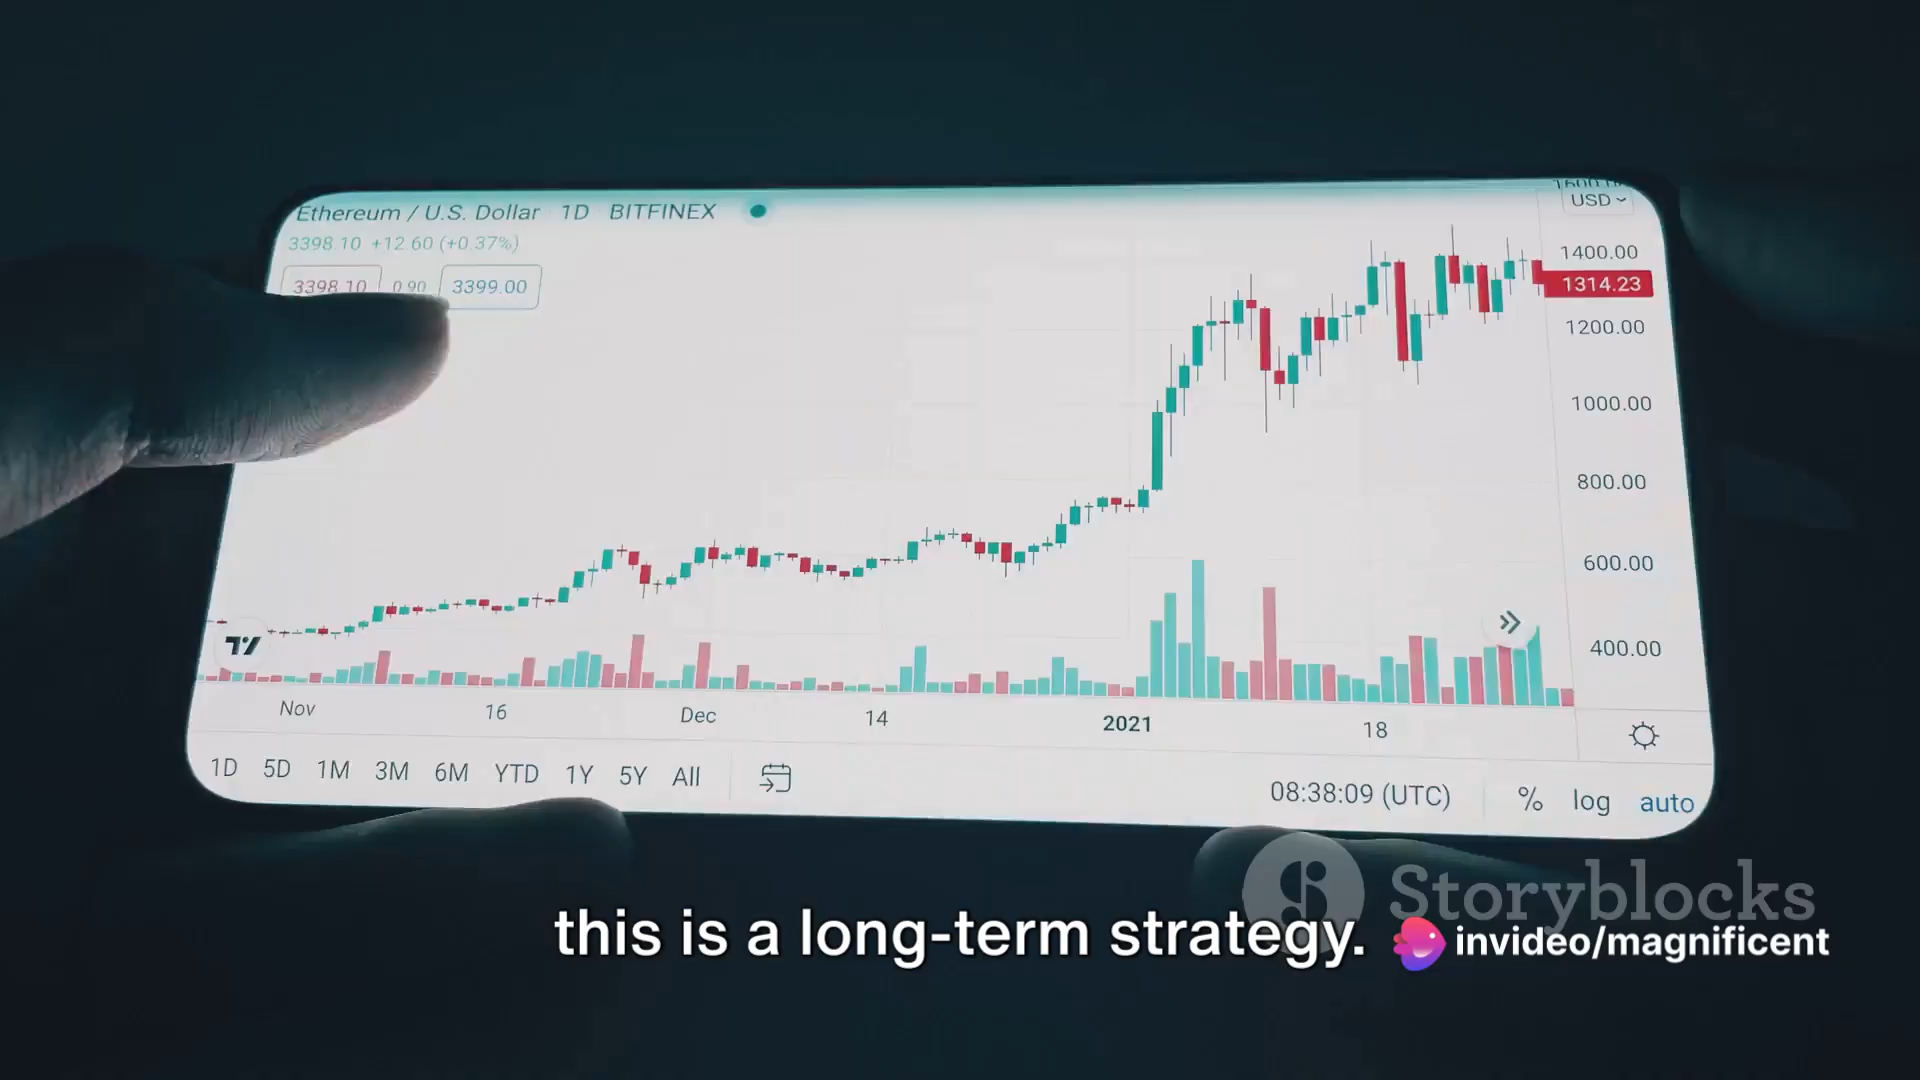 Ethereum / U.S. Dollar 1D BITFINEX
3398.10 +12.60 (+0.37%)
3398.10 0.90 3399.00
USD
1400.00
1314.23
1200.00
1000.00
800.00
600.00
400.00
Nov 16 Dec 14 2021 18
1D 5D 1M 3M 6M YTD 1Y 5Y All
08:38:09 (UTC) % log auto
Storyblocks
this is a long-term strategy.
invideo/magnificent